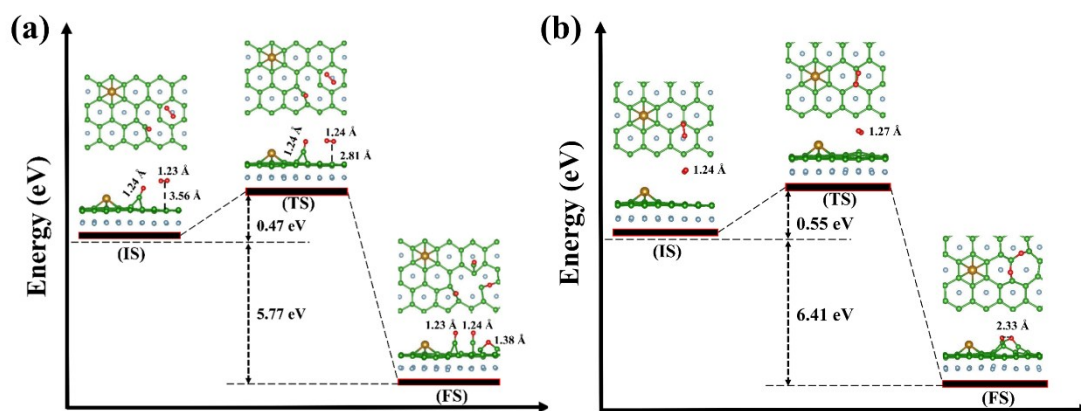 (a)
Energy (eV)
1.24 Å
1.23 Å
3.56 Å
(IS)
1.24 Å
1.24 Å
2.81 Å
(TS)
0.47 eV
5.77 eV
1.23 Å
1.24 Å
1.38 Å
(FS)
(b)
Energy (eV)
1.24 Å
(IS)
1.27 Å
(TS)
0.55 eV
6.41 eV
2.33 Å
(FS)